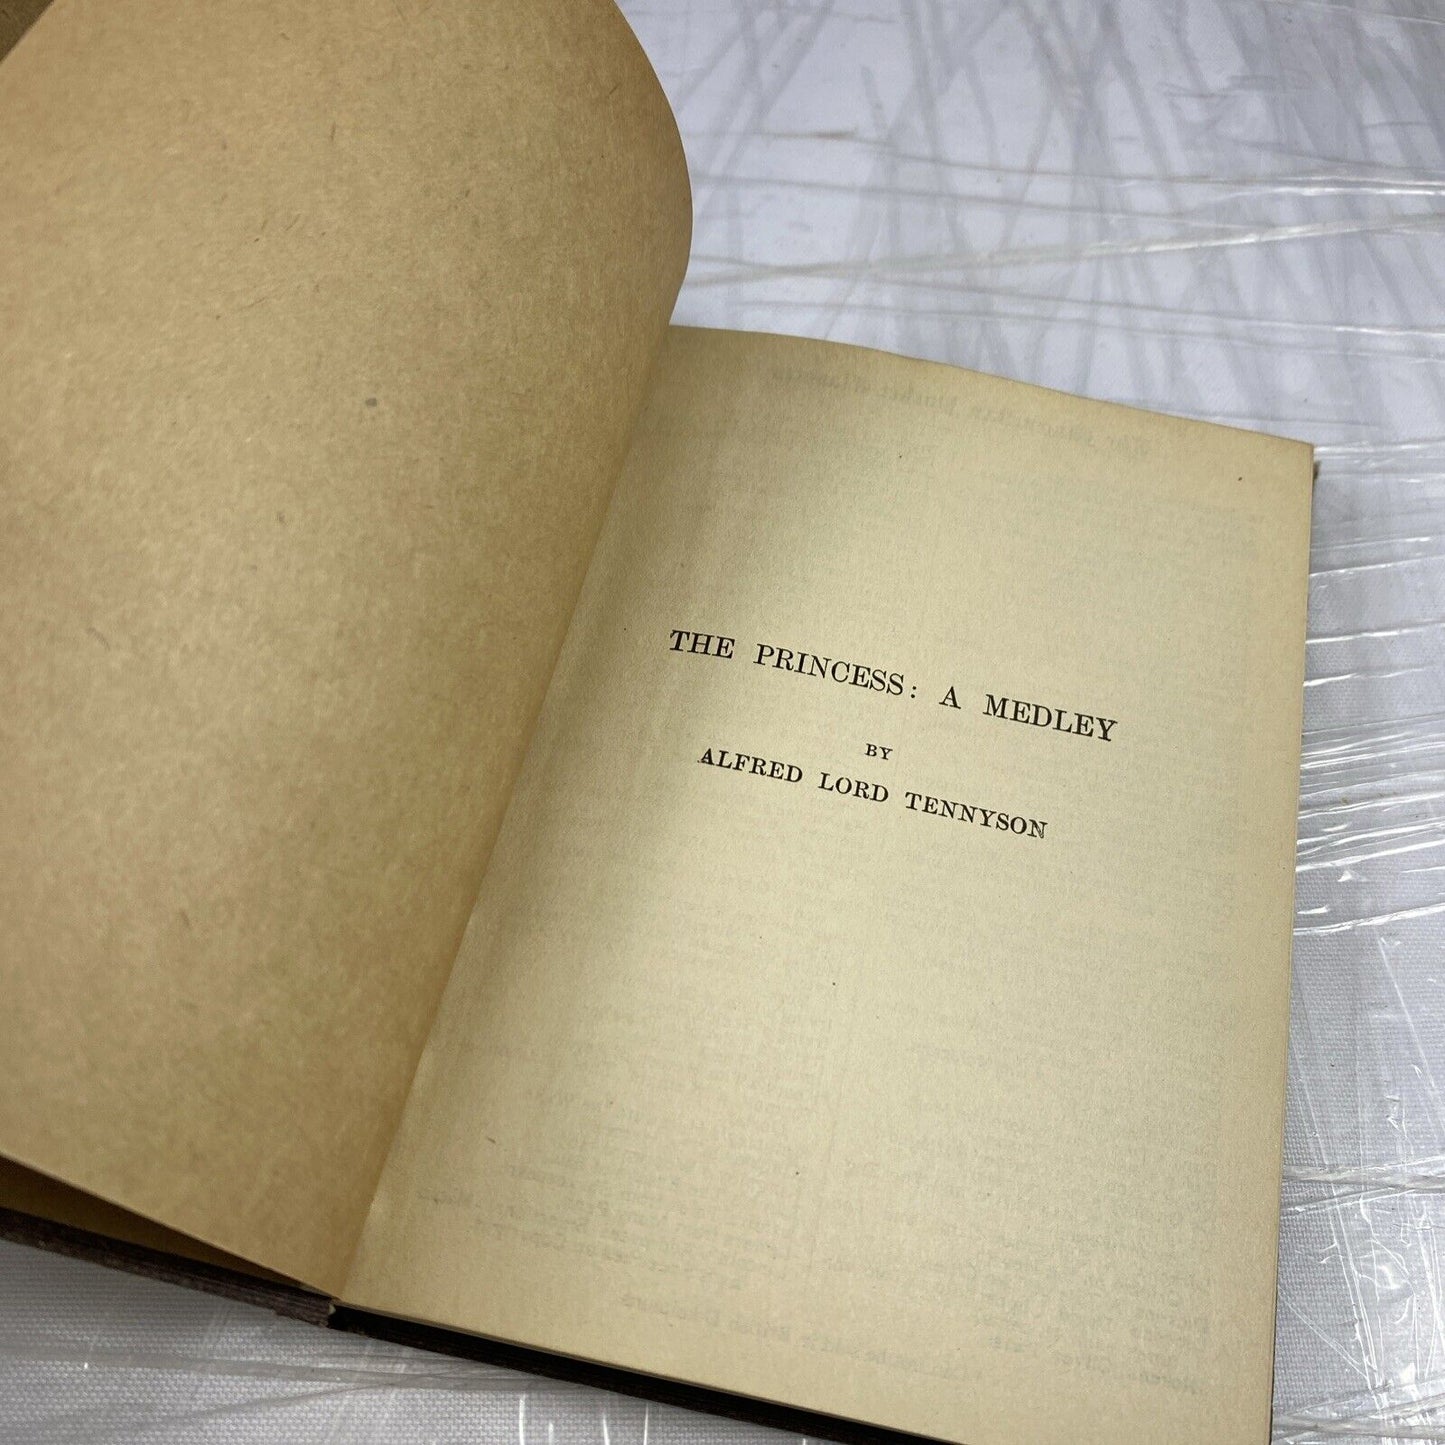 THE PRINCESS: A MEDLEY
BY
ALFRED LORD TENNYSON